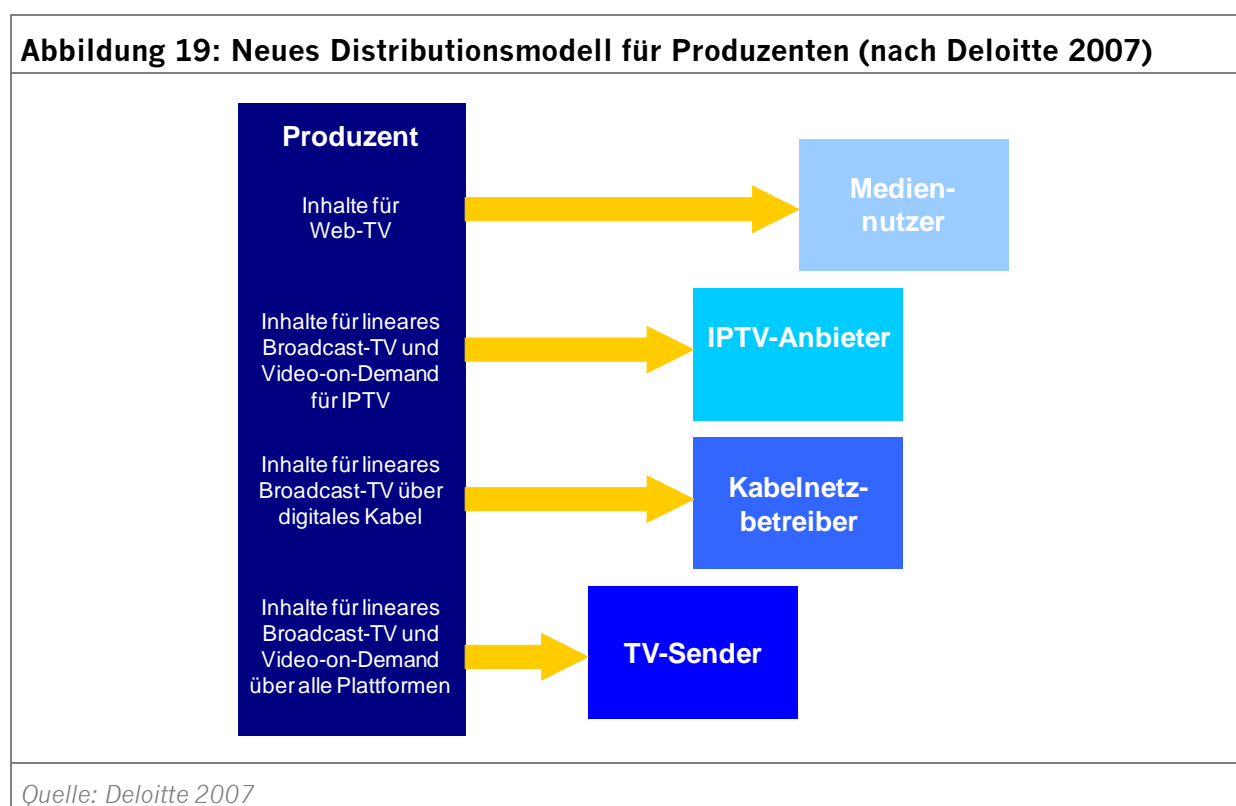 Abbildung 19: Neues Distributionsmodell für Produzenten (nach Deloitte 2007)
Produzent
Inhalte für
Web-TV
Medien-
nutzer
Inhalte für lineares
Broadcast-TV und
Video-on-Demand
für IPTV
IPTV-Anbieter
Inhalte für lineares
Broadcast-TV über
digitales Kabel
Kabelnetz-
betreiber
Inhalte für lineares
Broadcast-TV und
Video-on-Demand
über alle Plattformen
TV-Sender
Quelle: Deloitte 2007